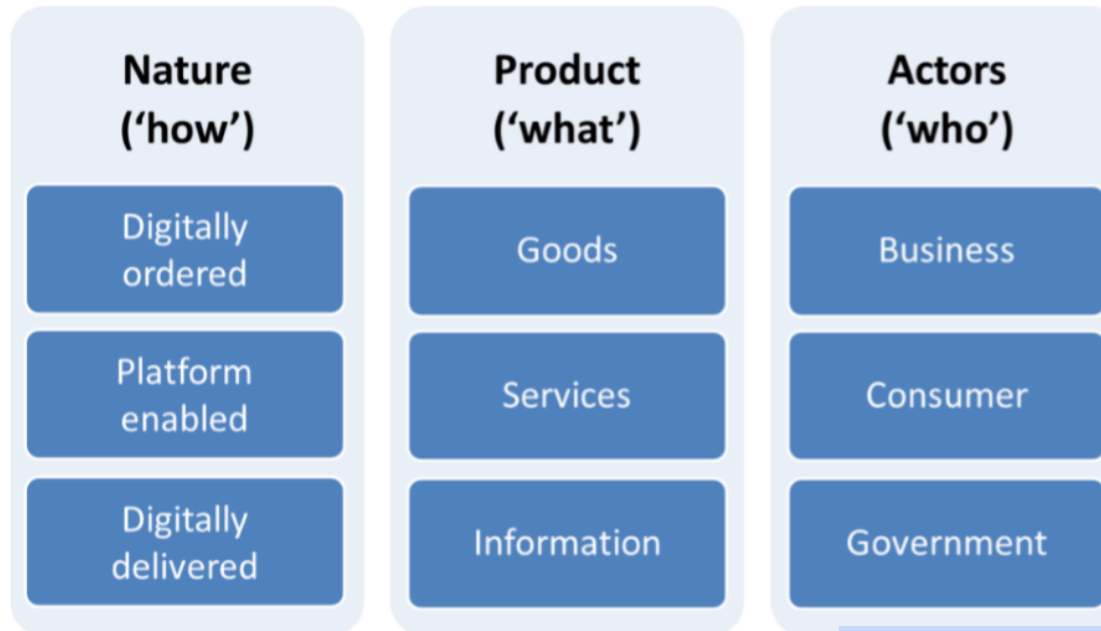 Nature
('how')
Digitally
ordered
Platform
enabled
Digitally
delivered
Product
('what')
Goods
Services
Information
Actors
('who')
Business
Consumer
Government